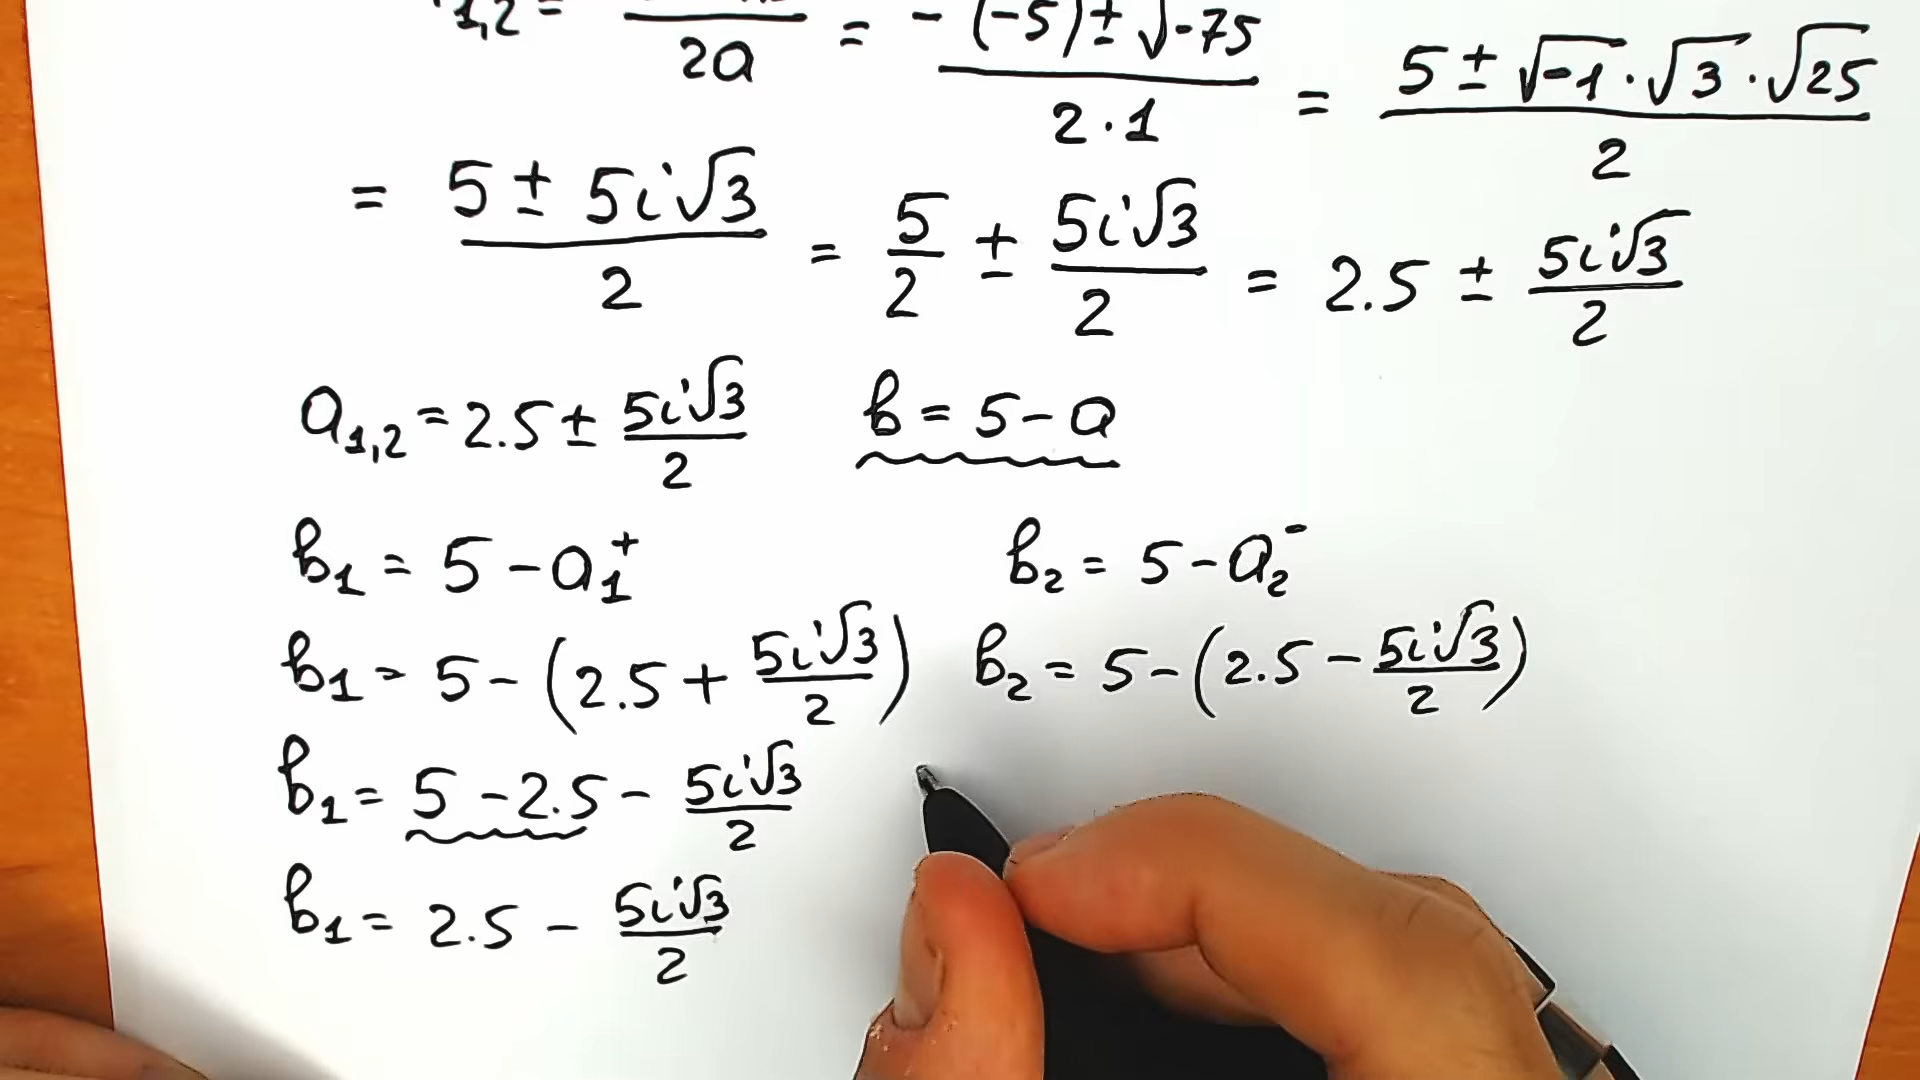 1,2 = / 2a = -(-5) ± √-75 / 2 · 1 = 5 ± √-1 · √3 · √25 / 2
= 5 ± 5i√3 / 2 = 5/2 ± 5i√3 / 2 = 2.5 ± 5i√3 / 2
a1,2 = 2.5 ± 5i√3 / 2 b = 5 - a
b1 = 5 - a1+ b2 = 5 - a2-
b1 = 5 - (2.5 + 5i√3 / 2) b2 = 5 - (2.5 - 5i√3 / 2)
b1 = 5 - 2.5 - 5i√3 / 2
b1 = 2.5 - 5i√3 / 2